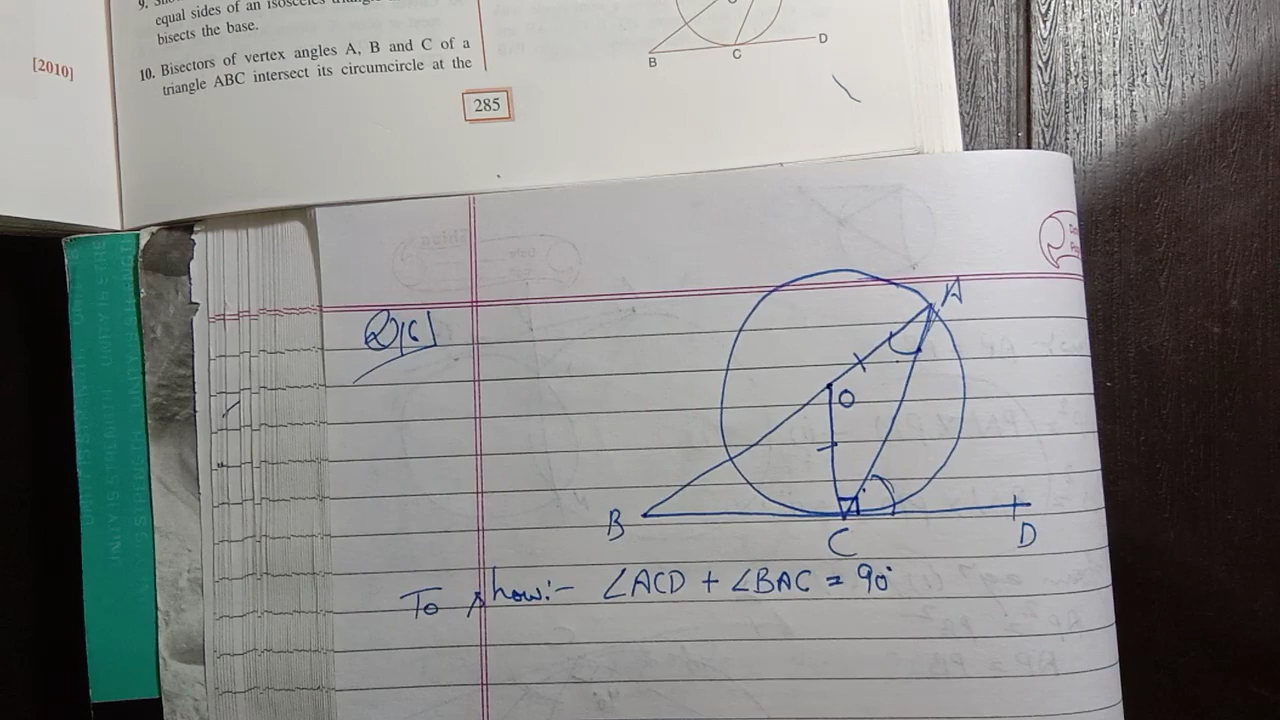 9.
equal sides of an isosceles
bisects the base.
[2010]
10. Bisectors of vertex angles A, B and C of a
triangle ABC intersect its circumcircle at the
285
B
C
D
A
O
B
C
D
To show:- ∠ACD + ∠BAC = 90°